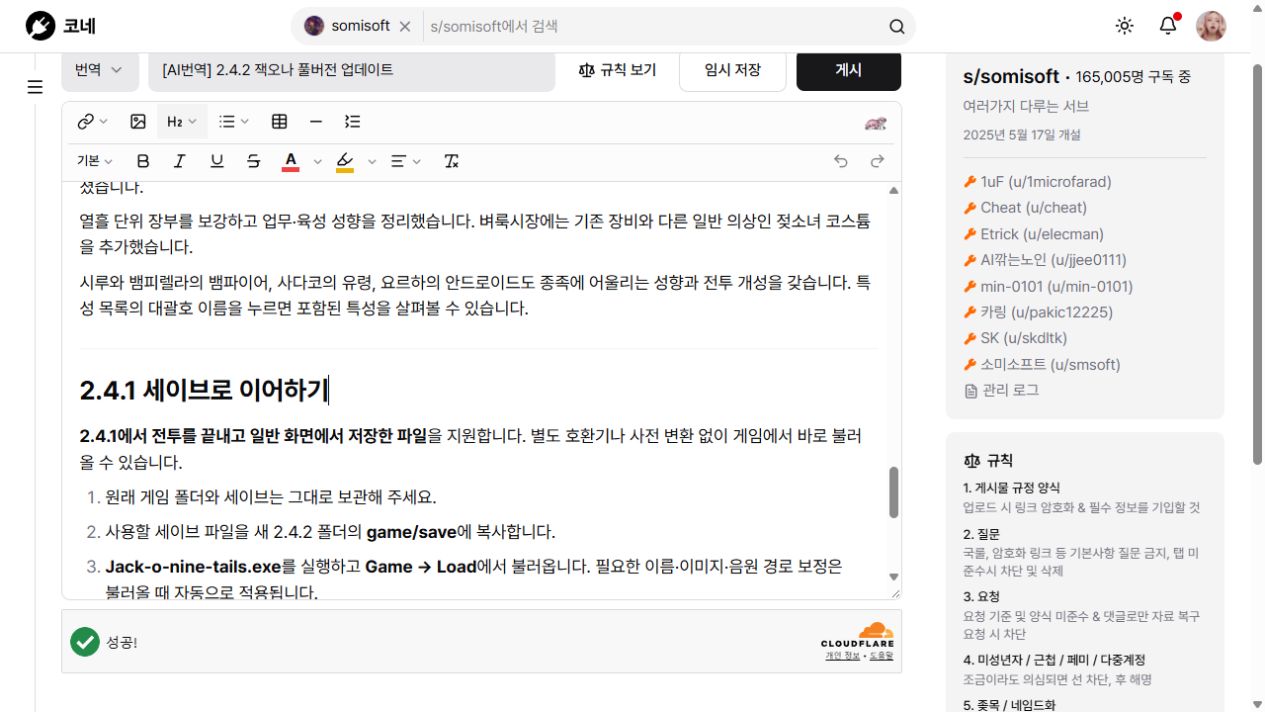 코네
somisoft
s/somisoft에서 검색
번역
[AI번역] 2.4.2 잭오나 풀버전 업데이트
규칙 보기
임시 저장
게시
H2
기본
B I U S A
졌습니다.
열흘 단위 장부를 보강하고 업무·육성 성향을 정리했습니다. 벼룩시장에는 기존 장비와 다른 일반 의상인 젖소녀 코스튬
을 추가했습니다.
시루와 뱀피렐라의 뱀파이어, 사다코의 유령, 요르하의 안드로이드도 종족에 어울리는 성향과 전투 개성을 갖습니다. 특
성 목록의 대괄호 이름을 누르면 포함된 특성을 살펴볼 수 있습니다.
2.4.1 세이브로 이어하기
2.4.1에서 전투를 끝내고 일반 화면에서 저장한 파일을 지원합니다. 별도 호환기나 사전 변환 없이 게임에서 바로 불러
올 수 있습니다.
1. 원래 게임 폴더와 세이브는 그대로 보관해 주세요.
2. 사용할 세이브 파일을 새 2.4.2 폴더의 game/save에 복사합니다.
3. Jack-o-nine-tails.exe를 실행하고 Game → Load에서 불러옵니다. 필요한 이름·이미지·음원 경로 보정은
불러올 때 자동으로 적용됩니다.
성공!
CLOUDFLARE
개인 정보 • 도움말
s/somisoft · 165,005명 구독 중
여러가지 다루는 서브
2025년 5월 17일 개설
1uF (u/1microfarad)
Cheat (u/cheat)
Etrick (u/elecman)
AI깎는노인 (u/jjee0111)
min-0101 (u/min-0101)
카링 (u/pakic12225)
SK (u/skdltk)
소미소프트 (u/smsoft)
관리 로그
규칙
1. 게시물 규정 양식
업로드 시 링크 암호화 & 필수 정보를 기입할 것
2. 질문
국룰, 암호화 링크 등 기본사항 질문 금지, 탭 미
준수시 차단 및 삭제
3. 요청
요청 기준 및 양식 미준수 & 댓글로만 자료 복구
요청 시 차단
4. 미성년자 / 근첩 / 페미 / 다중계정
조금이라도 의심되면 선 차단, 후 해명
5. 좆목 / 네임드화